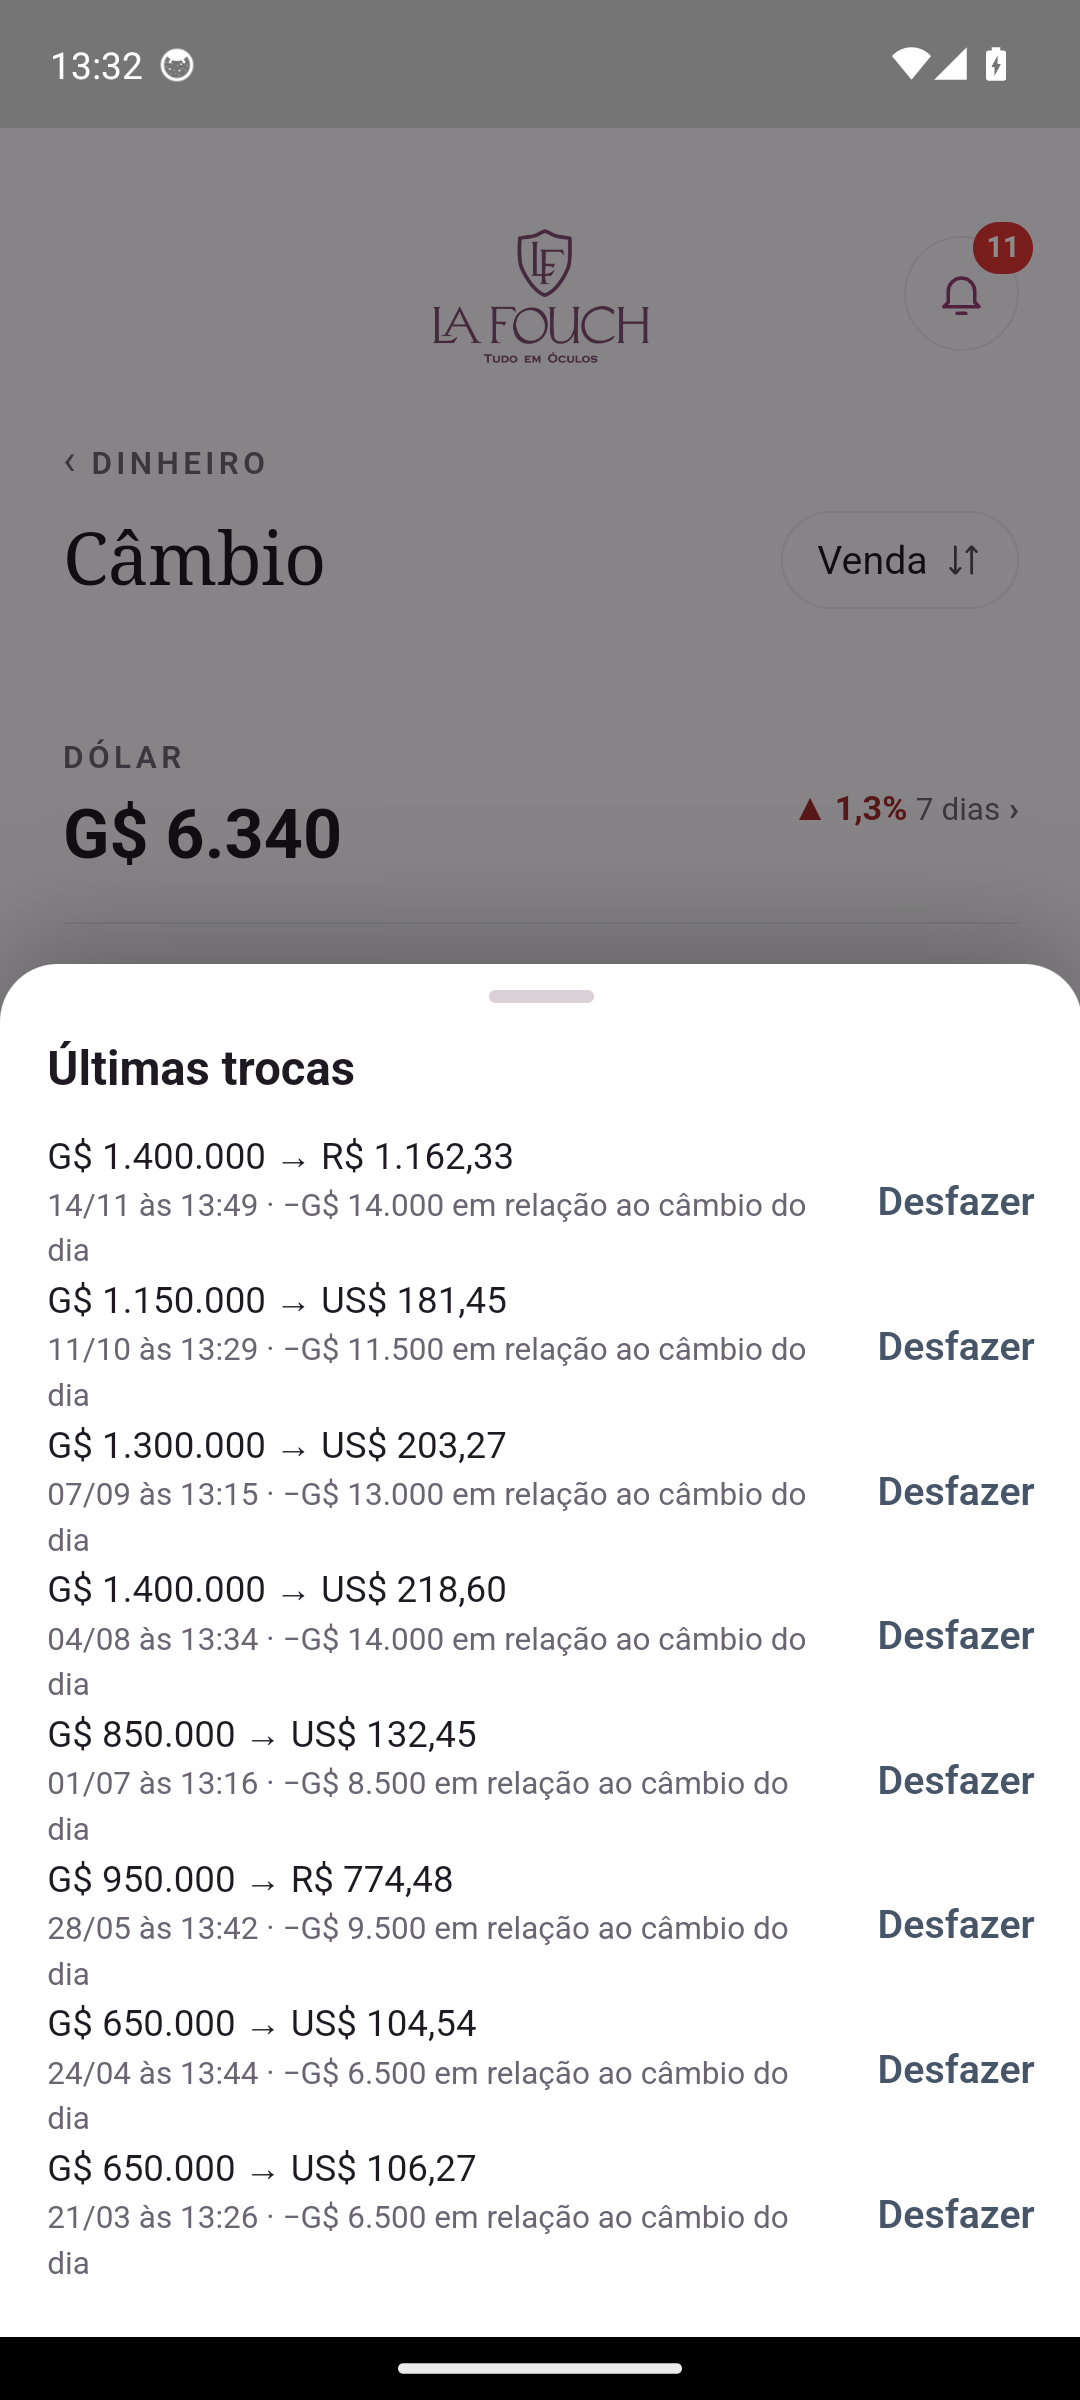 13:32
11
LF
LA FOUCH
TUDO EM ÓCULOS
‹ DINHEIRO
Câmbio
Venda ↓↑
DÓLAR
G$ 6.340
▲ 1,3% 7 dias ›
Últimas trocas
G$ 1.400.000 → R$ 1.162,33
14/11 às 13:49 · −G$ 14.000 em relação ao câmbio do
dia
Desfazer
G$ 1.150.000 → US$ 181,45
11/10 às 13:29 · −G$ 11.500 em relação ao câmbio do
dia
Desfazer
G$ 1.300.000 → US$ 203,27
07/09 às 13:15 · −G$ 13.000 em relação ao câmbio do
dia
Desfazer
G$ 1.400.000 → US$ 218,60
04/08 às 13:34 · −G$ 14.000 em relação ao câmbio do
dia
Desfazer
G$ 850.000 → US$ 132,45
01/07 às 13:16 · −G$ 8.500 em relação ao câmbio do
dia
Desfazer
G$ 950.000 → R$ 774,48
28/05 às 13:42 · −G$ 9.500 em relação ao câmbio do
dia
Desfazer
G$ 650.000 → US$ 104,54
24/04 às 13:44 · −G$ 6.500 em relação ao câmbio do
dia
Desfazer
G$ 650.000 → US$ 106,27
21/03 às 13:26 · −G$ 6.500 em relação ao câmbio do
dia
Desfazer